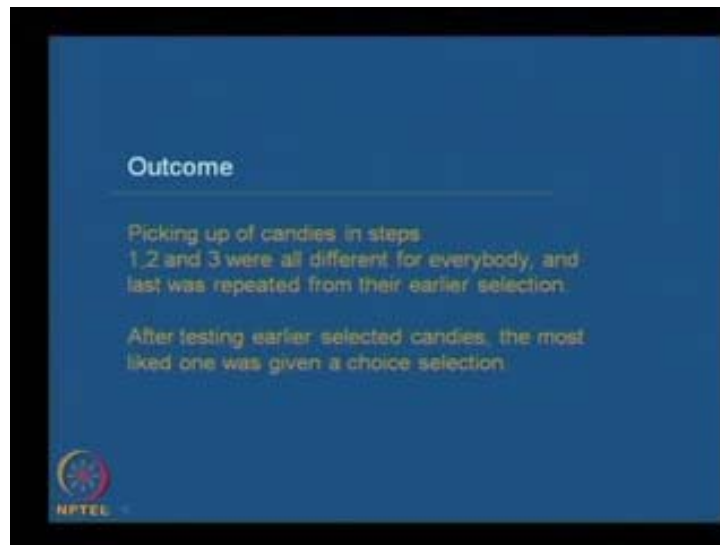 Outcome
Picking up of candies in steps
1,2 and 3 were all different for everybody, and
last was repeated from their earlier selection.
After testing earlier selected candies, the most
liked one was given a choice selection.
NPTEL